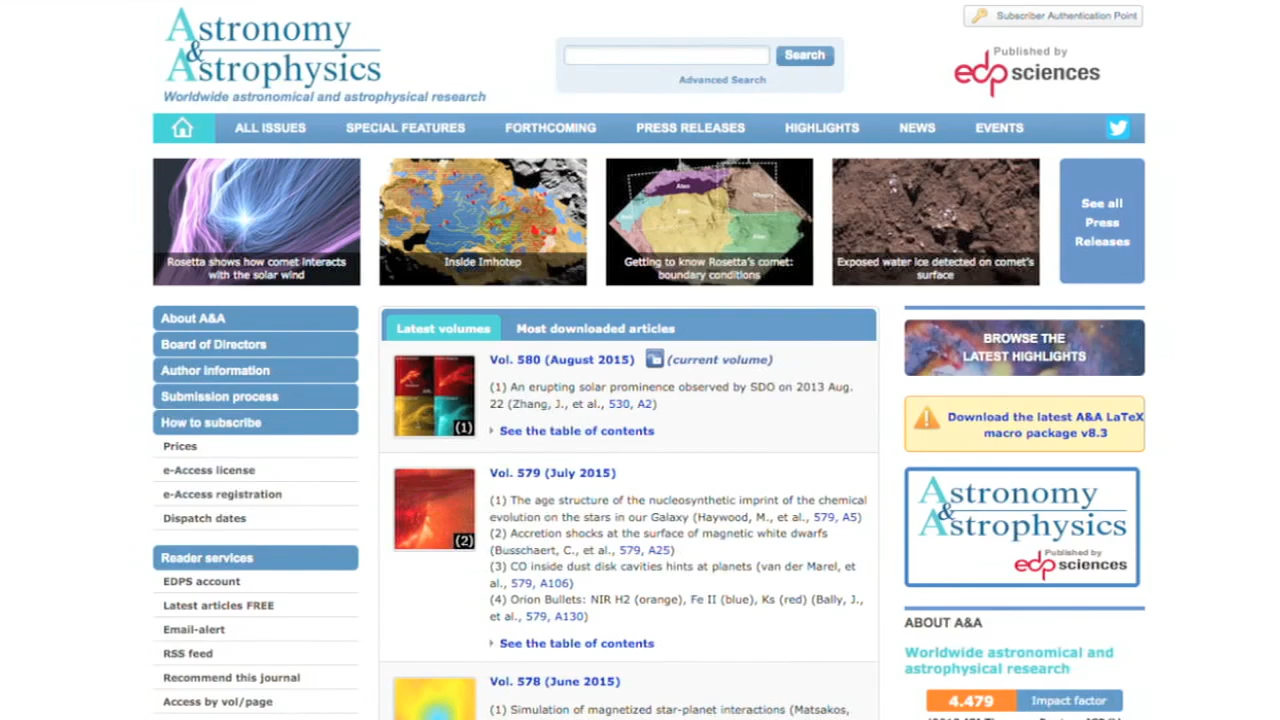 Astronomy
&
Astrophysics
Worldwide astronomical and astrophysical research
Search
Advanced Search
Subscriber Authentication Point
Published by
edp sciences
ALL ISSUES
SPECIAL FEATURES
FORTHCOMING
PRESS RELEASES
HIGHLIGHTS
NEWS
EVENTS
Rosetta shows how comet interacts
with the solar wind
Inside Imhotep
Aten
Getting to know Rosetta's comet:
boundary conditions
Exposed water ice detected on comet's
surface
See all
Press
Releases
About A&A
Board of Directors
Author information
Submission process
How to subscribe
Prices
e-Access license
e-Access registration
Dispatch dates
Reader services
EDPS account
Latest articles FREE
Email-alert
RSS feed
Recommend this journal
Access by vol/page
Latest volumes
Most downloaded articles
(1)
Vol. 580 (August 2015) (current volume)
(1) An erupting solar prominence observed by SDO on 2013 Aug.
22 (Zhang, J., et al., 530, A2)
See the table of contents
(2)
Vol. 579 (July 2015)
(1) The age structure of the nucleosynthetic imprint of the chemical
evolution on the stars in our Galaxy (Haywood, M., et al., 579, A5)
(2) Accretion shocks at the surface of magnetic white dwarfs
(Busschaert, C., et al., 579, A25)
(3) CO inside dust disk cavities hints at planets (van der Marel, et
al., 579, A106)
(4) Orion Bullets: NIR H2 (orange), Fe II (blue), Ks (red) (Bally, J.,
et al., 579, A130)
See the table of contents
Vol. 578 (June 2015)
(1) Simulation of magnetized star-planet interactions (Matsakos,
BROWSE THE
LATEST HIGHLIGHTS
Download the latest A&A LaTeX
macro package v8.3
Astronomy
&
Astrophysics
Published by
edp sciences
ABOUT A&A
Worldwide astronomical and
astrophysical research
4.479
Impact factor